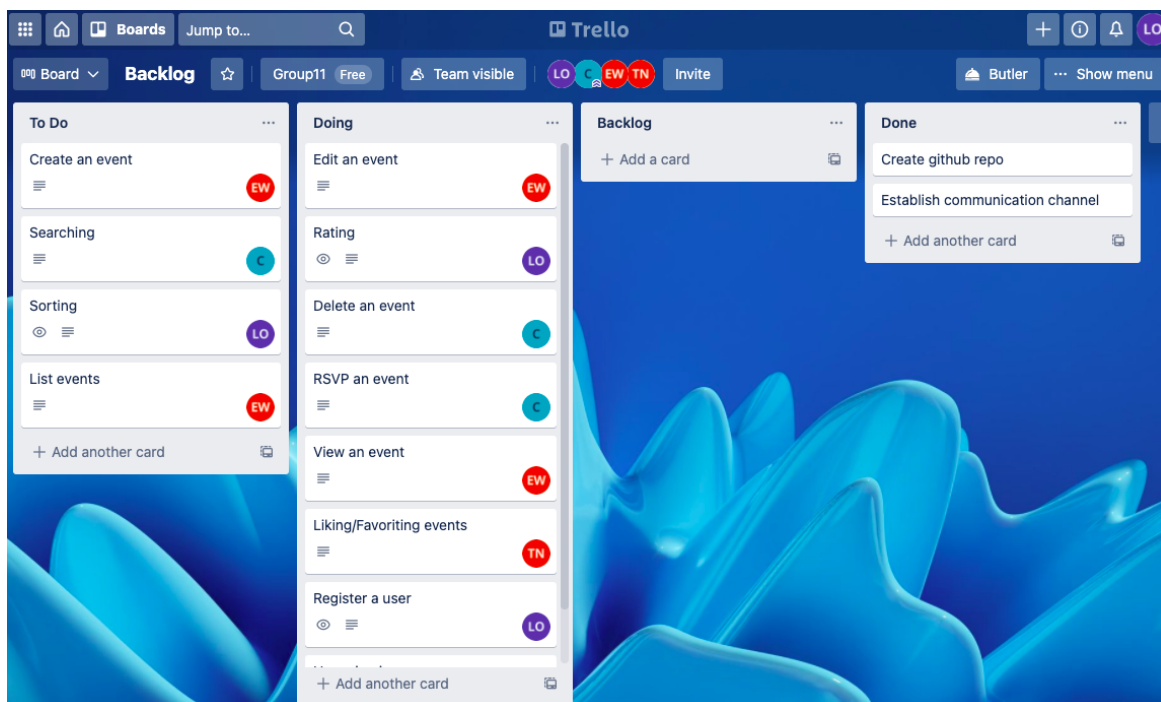 Boards
Jump to...
Trello
LO
Board
Backlog
Group11 Free
Team visible
LO C EW TN
Invite
Butler
... Show menu
To Do
Create an event
EW
Searching
C
Sorting
LO
List events
EW
+ Add another card
Doing
Edit an event
EW
Rating
LO
Delete an event
C
RSVP an event
C
View an event
EW
Liking/Favoriting events
TN
Register a user
LO
+ Add another card
Backlog
+ Add a card
Done
Create github repo
Establish communication channel
+ Add another card